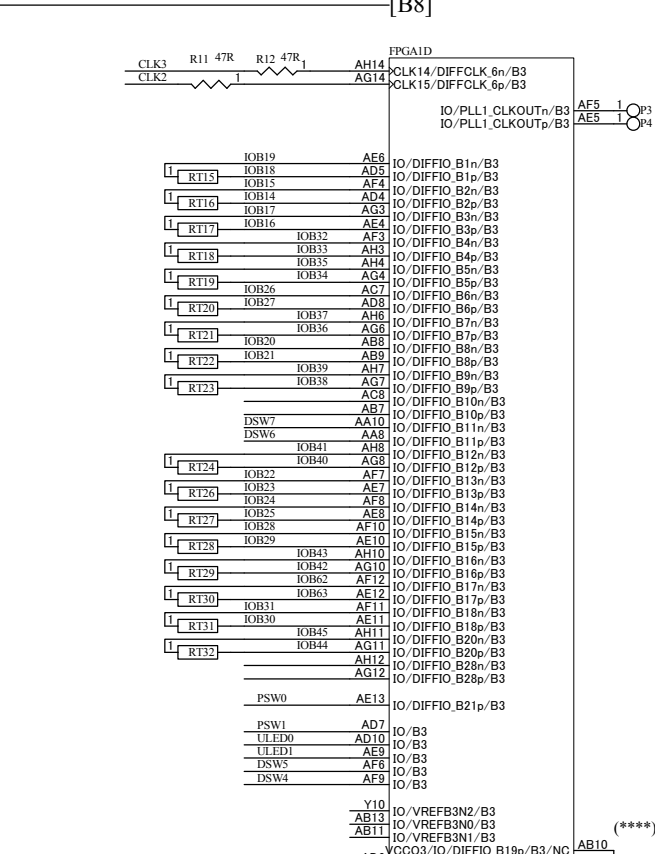 [B8]
FPGA1D
CLK3 R11 47R R12 47R 1 AH14 CLK14/DIFFCLK_6n/B3
CLK2 1 AG14 CLK15/DIFFCLK_6p/B3
IO/PLL1_CLKOUTn/B3 AF5 1 P3
IO/PLL1_CLKOUTp/B3 AE5 1 P4
IOB19 AE6 IO/DIFFIO_B1n/B3
1 RT15 IOB18 AD5 IO/DIFFIO_B1p/B3
IOB15 AF4 IO/DIFFIO_B2n/B3
1 RT16 IOB14 AD4 IO/DIFFIO_B2p/B3
IOB17 AG3 IO/DIFFIO_B3n/B3
1 RT17 IOB16 AE4 IO/DIFFIO_B3p/B3
IOB32 AF3 IO/DIFFIO_B4n/B3
1 RT18 IOB33 AH3 IO/DIFFIO_B4p/B3
IOB35 AH4 IO/DIFFIO_B5n/B3
1 RT19 IOB34 AG4 IO/DIFFIO_B5p/B3
IOB26 AC7 IO/DIFFIO_B6n/B3
1 RT20 IOB27 AD8 IO/DIFFIO_B6p/B3
IOB37 AH6 IO/DIFFIO_B7n/B3
1 RT21 IOB36 AG6 IO/DIFFIO_B7p/B3
IOB20 AB8 IO/DIFFIO_B8n/B3
1 RT22 IOB21 AB9 IO/DIFFIO_B8p/B3
IOB39 AH7 IO/DIFFIO_B9n/B3
1 RT23 IOB38 AG7 IO/DIFFIO_B9p/B3
AC8 IO/DIFFIO_B10n/B3
AB7 IO/DIFFIO_B10p/B3
DSW7 AA10 IO/DIFFIO_B11n/B3
DSW6 AA8 IO/DIFFIO_B11p/B3
IOB41 AH8 IO/DIFFIO_B12n/B3
1 RT24 IOB40 AG8 IO/DIFFIO_B12p/B3
IOB22 AF7 IO/DIFFIO_B13n/B3
1 RT26 IOB23 AE7 IO/DIFFIO_B13p/B3
IOB24 AF8 IO/DIFFIO_B14n/B3
1 RT27 IOB25 AE8 IO/DIFFIO_B14p/B3
IOB28 AF10 IO/DIFFIO_B15n/B3
1 RT28 IOB29 AE10 IO/DIFFIO_B15p/B3
IOB43 AH10 IO/DIFFIO_B16n/B3
1 RT29 IOB42 AG10 IO/DIFFIO_B16p/B3
IOB62 AF12 IO/DIFFIO_B17n/B3
1 RT30 IOB63 AE12 IO/DIFFIO_B17p/B3
IOB31 AF11 IO/DIFFIO_B18n/B3
1 RT31 IOB30 AE11 IO/DIFFIO_B18p/B3
IOB45 AH11 IO/DIFFIO_B20n/B3
1 RT32 IOB44 AG11 IO/DIFFIO_B20p/B3
AH12 IO/DIFFIO_B28n/B3
AG12 IO/DIFFIO_B28p/B3
PSW0 AE13 IO/DIFFIO_B21p/B3
PSW1 AD7 IO/B3
ULED0 AD10 IO/B3
ULED1 AE9 IO/B3
DSW5 AF6 IO/B3
DSW4 AF9 IO/B3
Y10 IO/VREFB3N2/B3
AB13 IO/VREFB3N0/B3
AB11 IO/VREFB3N1/B3
(****)
VCCO3/IO/DIFFIO_B19p/B3/NC AB10